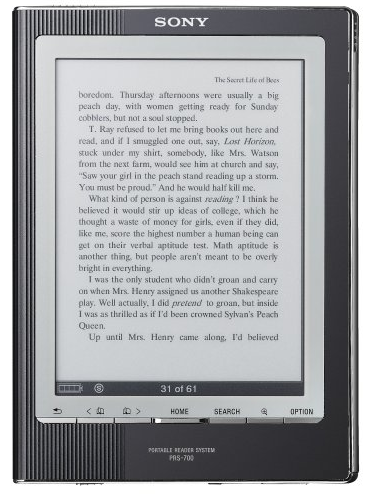 SONY
The Secret Life of Bees
boredom. Thursday afternoons were usually a big
peach day, with women getting ready for Sunday
cobblers, but not a soul stopped.
T. Ray refused to let me bring books out here and
read, and if I smuggled one out, say, Lost Horizon,
stuck under my shirt, somebody, like Mrs. Watson
from the next farm, would see him at church and say,
“Saw your girl in the peach stand reading up a storm.
You must be proud.” And he would half kill me.
What kind of person is against reading ? I think he
believed it would stir up ideas of college, which he
thought a waste of money for girls, even if they did,
like me, score the highest number a human being can
get on their verbal aptitude test. Math aptitude is
another thing, but people aren't meant to be overly
bright in everything.
I was the only student who didn't groan and carry
on when Mrs. Henry assigned us another Shakespeare
play. Well actually, I did pretend to groan, but inside
I was as thrilled as if I'd been crowned Sylvan's Peach
Queen.
Up until Mrs. Henry came along, I'd believed
S 31 of 61
HOME SEARCH OPTION
PORTABLE READER SYSTEM
PRS-700